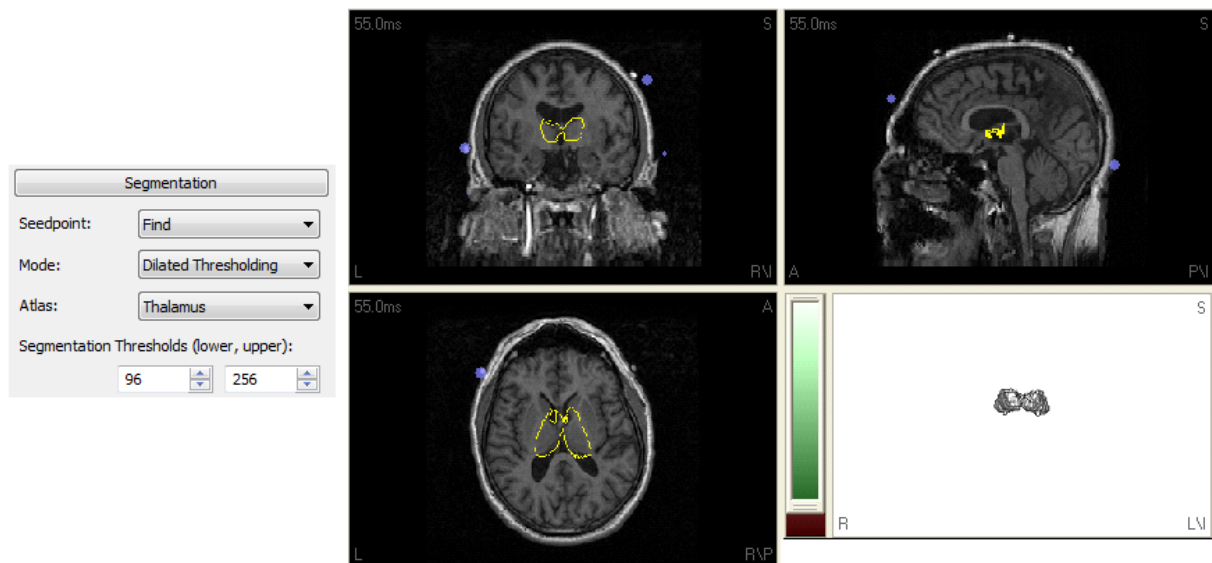 Segmentation
Seedpoint: Find
Mode: Dilated Thresholding
Atlas: Thalamus
Segmentation Thresholds (lower, upper):
96 256
55.0ms S
L R\I
55.0ms S
A P\I
55.0ms A
L R\P
S
R L\I